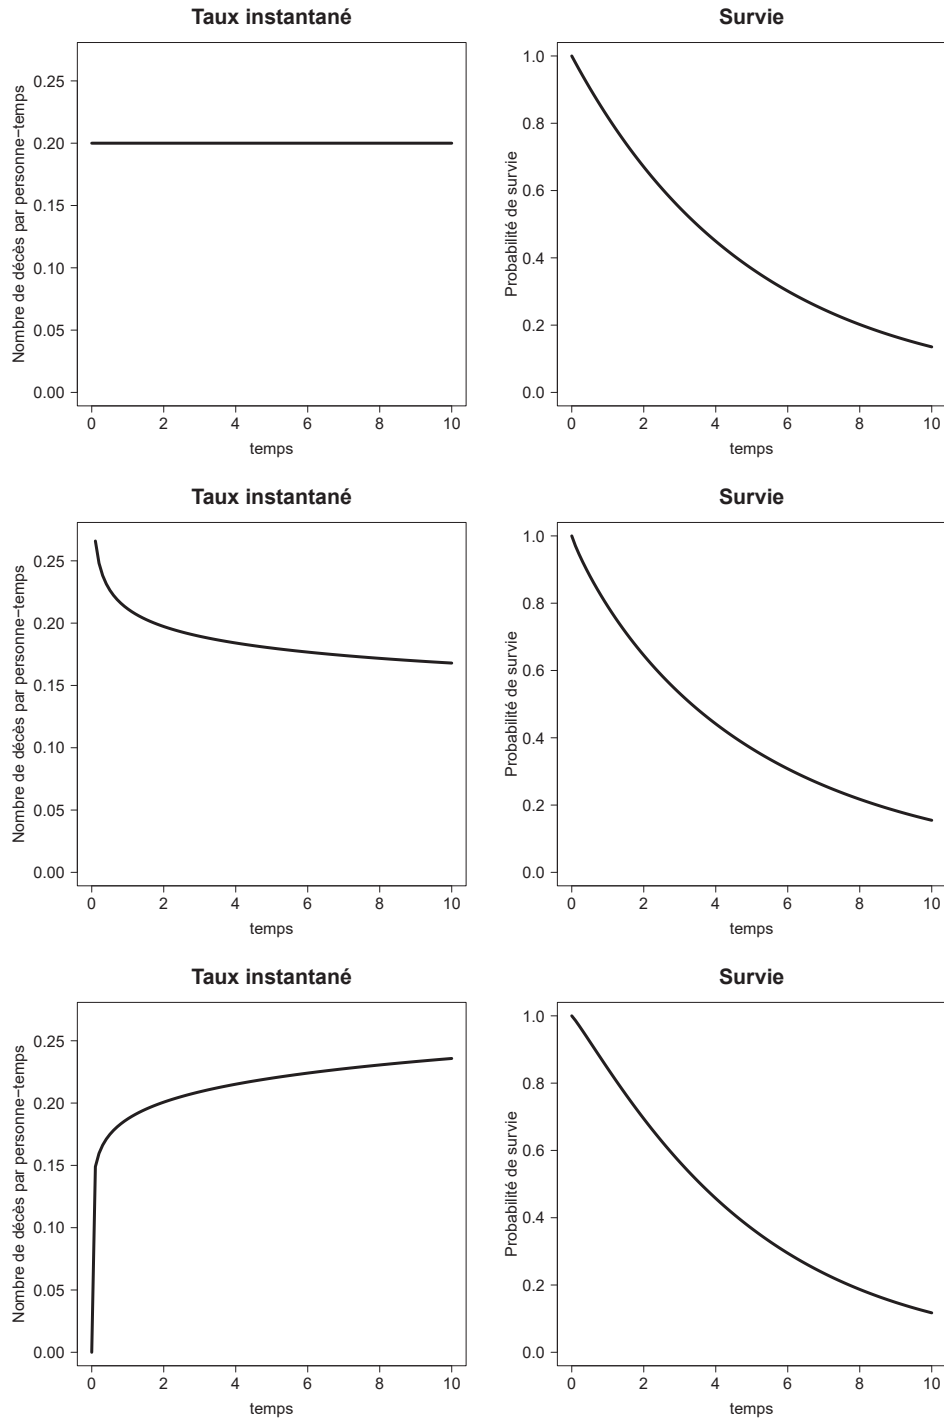 Taux instantané
Nombre de décès par personne−temps
0.25
0.20
0.15
0.10
0.05
0.00
0 2 4 6 8 10
temps
Survie
Probabilité de survie
1.0
0.8
0.6
0.4
0.2
0.0
0 2 4 6 8 10
temps
Taux instantané
Nombre de décès par personne−temps
0.25
0.20
0.15
0.10
0.05
0.00
0 2 4 6 8 10
temps
Survie
Probabilité de survie
1.0
0.8
0.6
0.4
0.2
0.0
0 2 4 6 8 10
temps
Taux instantané
Nombre de décès par personne−temps
0.25
0.20
0.15
0.10
0.05
0.00
0 2 4 6 8 10
temps
Survie
Probabilité de survie
1.0
0.8
0.6
0.4
0.2
0.0
0 2 4 6 8 10
temps